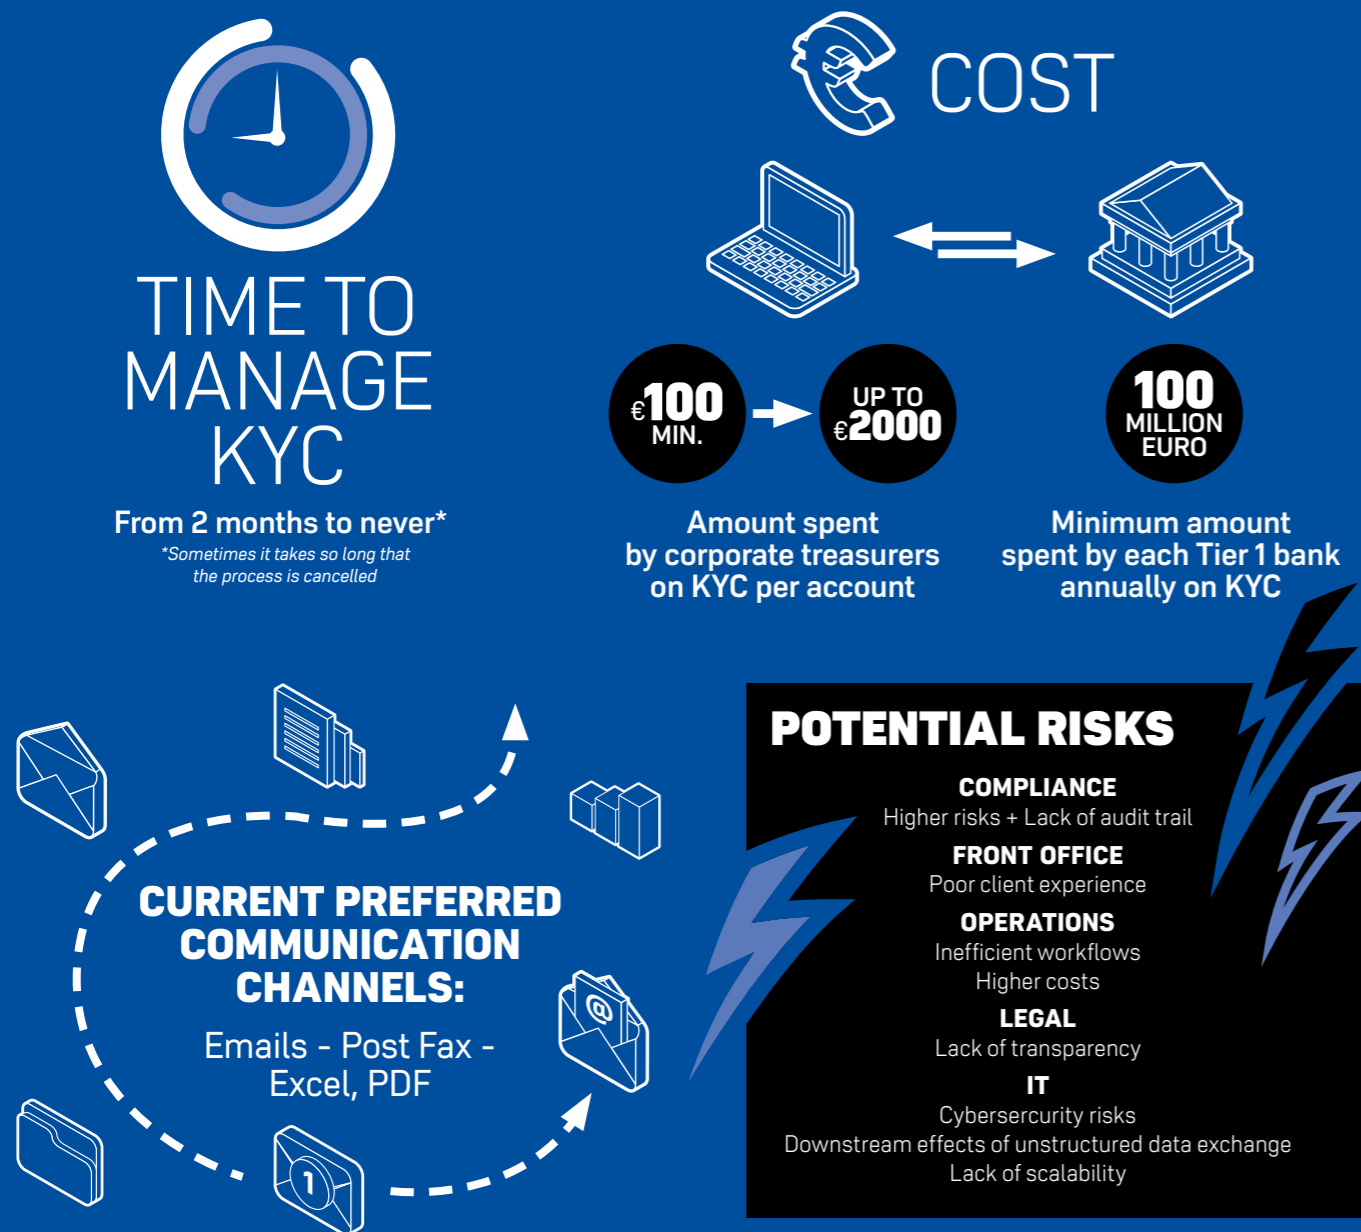 TIME TO
MANAGE
KYC
From 2 months to never*
*Sometimes it takes so long that
the process is cancelled
€ COST
€100
MIN.
UP TO
€2000
Amount spent
by corporate treasurers
on KYC per account
100
MILLION
EURO
Minimum amount
spent by each Tier 1 bank
annually on KYC
CURRENT PREFERRED
COMMUNICATION
CHANNELS:
Emails - Post Fax -
Excel, PDF
@
1
POTENTIAL RISKS
COMPLIANCE
Higher risks + Lack of audit trail
FRONT OFFICE
Poor client experience
OPERATIONS
Inefficient workflows
Higher costs
LEGAL
Lack of transparency
IT
Cybersercurity risks
Downstream effects of unstructured data exchange
Lack of scalability